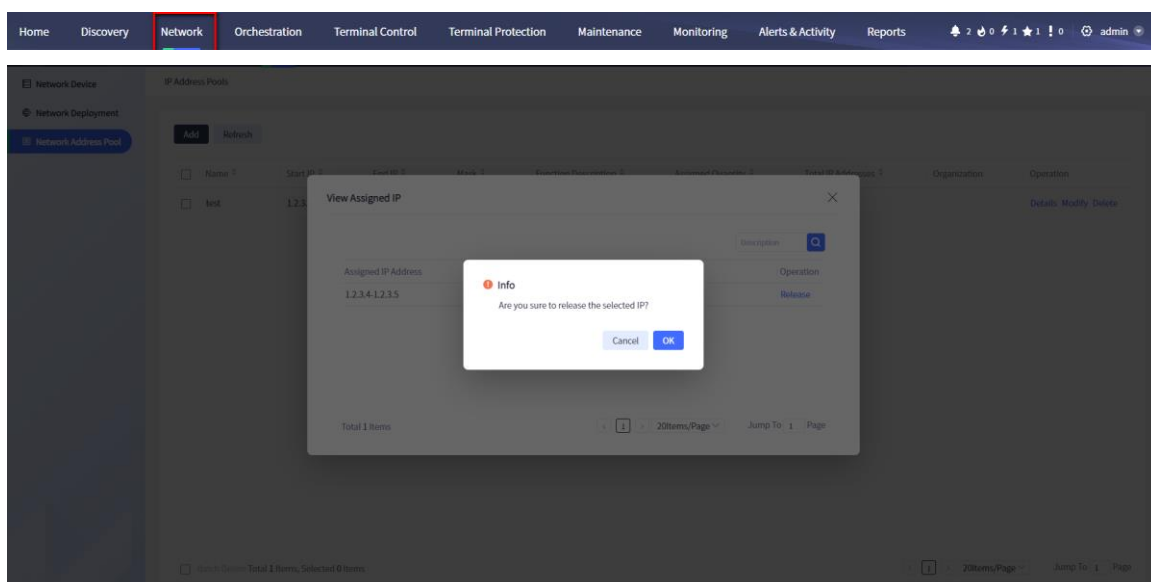 Home Discovery Network Orchestration Terminal Control Terminal Protection Maintenance Monitoring Alerts & Activity Reports 2 0 1 1 0 admin
Network Device
IP Address Pools
Network Deployment
Network Address Pool
Add Refresh
Name Start IP End IP Mask Function Description Assigned Quantity Total IP Addresses Organization Operation
test 1.2.3. Details Modify Delete
View Assigned IP
Description
Assigned IP Address Operation
1.2.3.4-1.2.3.5 Release
Info
Are you sure to release the selected IP?
Cancel OK
Total 1 Items 1 20Items/Page Jump To 1 Page
Total 1 Items, Selected 0 Items 1 20Items/Page Jump To 1 Page